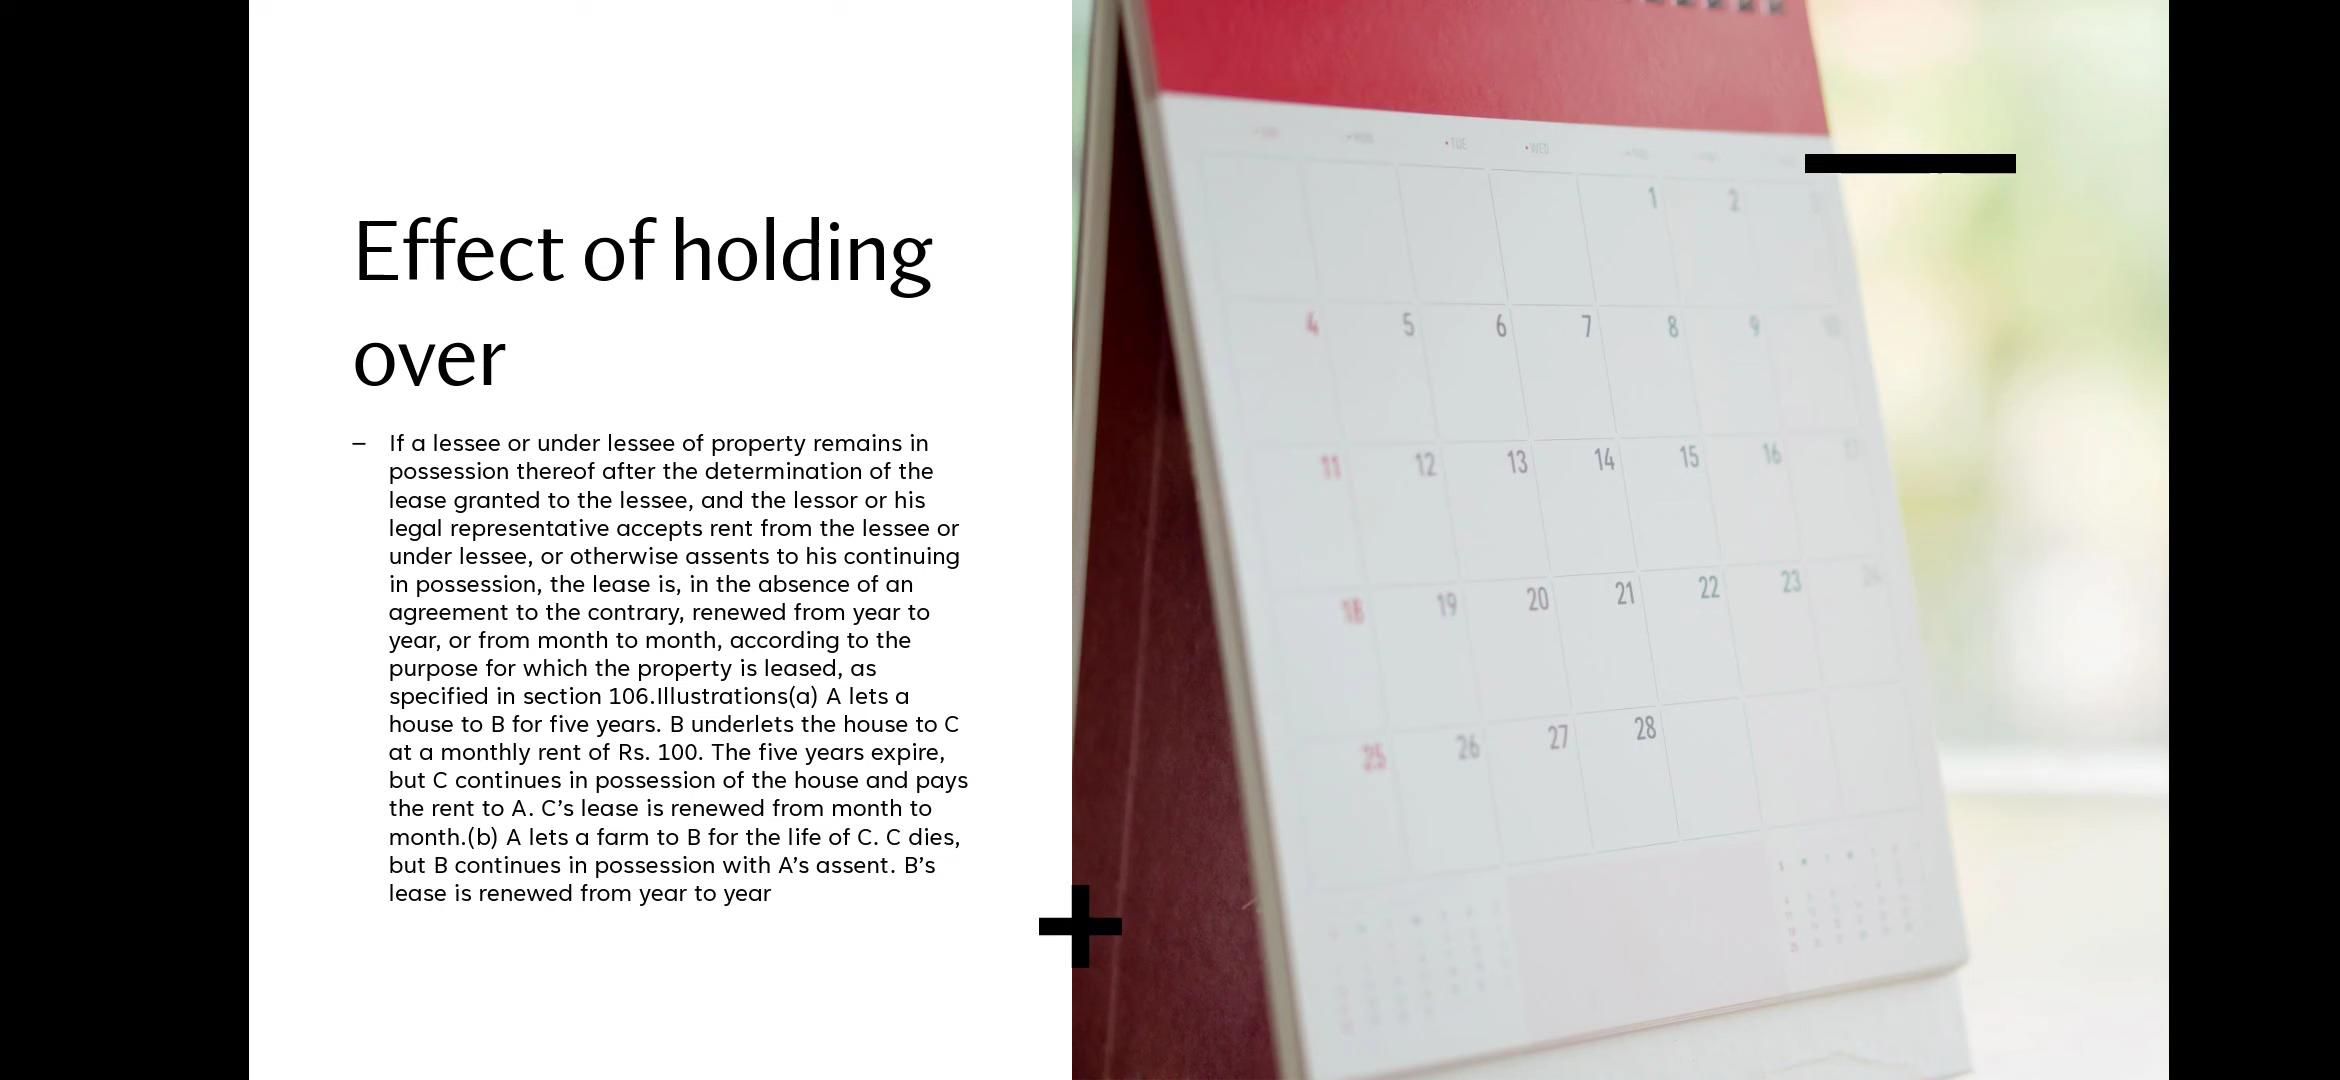 Effect of holding
over
– If a lessee or under lessee of property remains in
possession thereof after the determination of the
lease granted to the lessee, and the lessor or his
legal representative accepts rent from the lessee or
under lessee, or otherwise assents to his continuing
in possession, the lease is, in the absence of an
agreement to the contrary, renewed from year to
year, or from month to month, according to the
purpose for which the property is leased, as
specified in section 106.Illustrations(a) A lets a
house to B for five years. B underlets the house to C
at a monthly rent of Rs. 100. The five years expire,
but C continues in possession of the house and pays
the rent to A. C’s lease is renewed from month to
month.(b) A lets a farm to B for the life of C. C dies,
but B continues in possession with A’s assent. B’s
lease is renewed from year to year
TUE WED
1 2
4 5 6 7 8 9 10
11 12 13 14 15 16 17
18 19 20 21 22 23 24
25 26 27 28